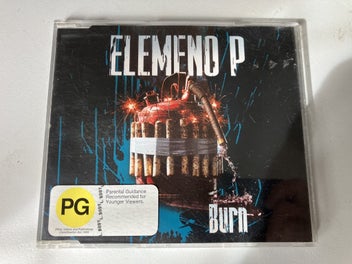 ELEMENO P
Burn
PG
Parental Guidance
Recommended for
Younger Viewers.